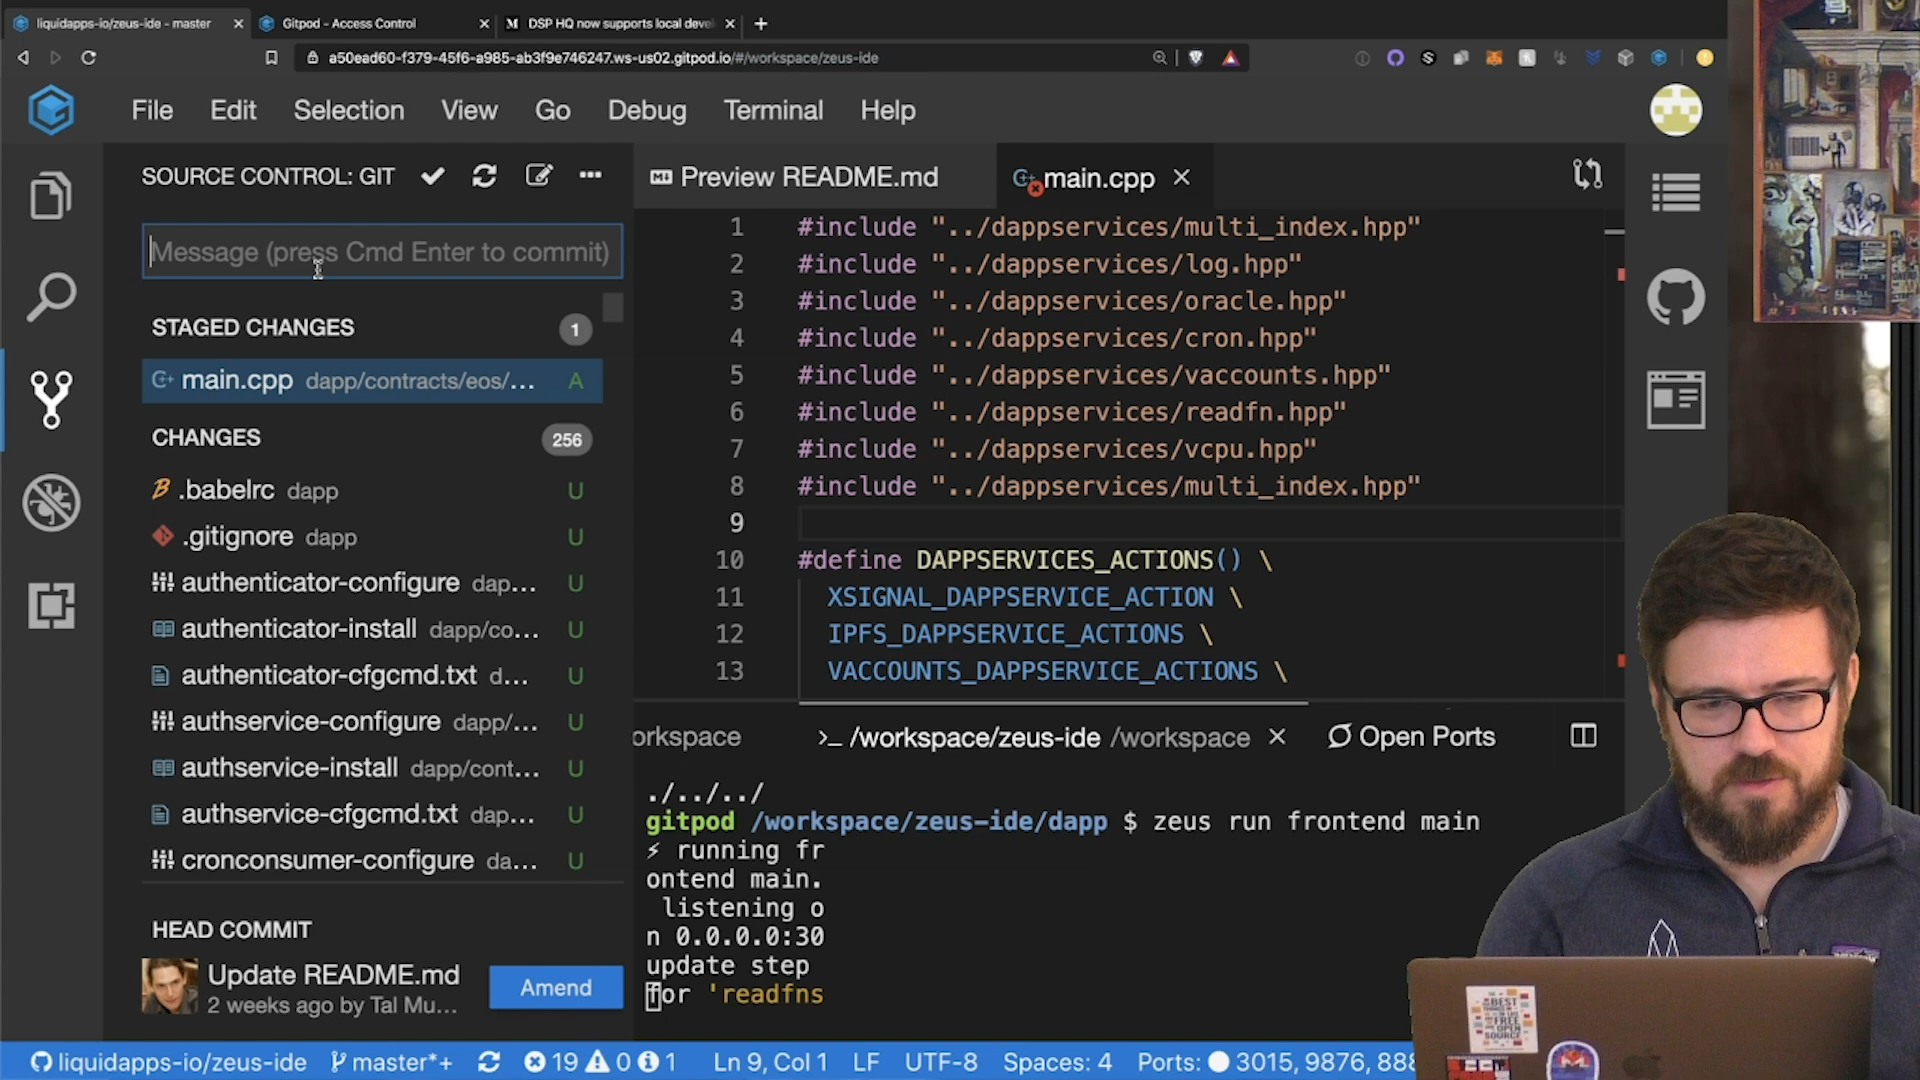 liquidapps-io/zeus-ide - master
Gitpod - Access Control
DSP HQ now supports local deve
a50ead60-f379-45f6-a985-ab3f9e746247.ws-us02.gitpod.io/#/workspace/zeus-ide
File Edit Selection View Go Debug Terminal Help
SOURCE CONTROL: GIT
Message (press Cmd Enter to commit)
STAGED CHANGES 1
main.cpp dapp/contracts/eos/... A
CHANGES 256
.babelrc dapp U
.gitignore dapp U
authenticator-configure dap... U
authenticator-install dapp/co... U
authenticator-cfgcmd.txt d... U
authservice-configure dapp/... U
authservice-install dapp/cont... U
authservice-cfgcmd.txt dap... U
cronconsumer-configure da... U
HEAD COMMIT
Update README.md
2 weeks ago by Tal Mu...
Amend
Preview README.md
main.cpp
1 #include "../dappservices/multi_index.hpp"
2 #include "../dappservices/log.hpp"
3 #include "../dappservices/oracle.hpp"
4 #include "../dappservices/cron.hpp"
5 #include "../dappservices/vaccounts.hpp"
6 #include "../dappservices/readfn.hpp"
7 #include "../dappservices/vcpu.hpp"
8 #include "../dappservices/multi_index.hpp"
9
10 #define DAPPSERVICES_ACTIONS() \
11 XSIGNAL_DAPPSERVICE_ACTION \
12 IPFS_DAPPSERVICE_ACTIONS \
13 VACCOUNTS_DAPPSERVICE_ACTIONS \
orkspace
>_ /workspace/zeus-ide /workspace
Open Ports
./../../
gitpod /workspace/zeus-ide/dapp $ zeus run frontend main
⚡ running fr
ontend main.
listening o
n 0.0.0.0:30
update step
for 'readfns
liquidapps-io/zeus-ide master*+ 19 0 1 Ln 9, Col 1 LF UTF-8 Spaces: 4 Ports: 3015, 9876, 888